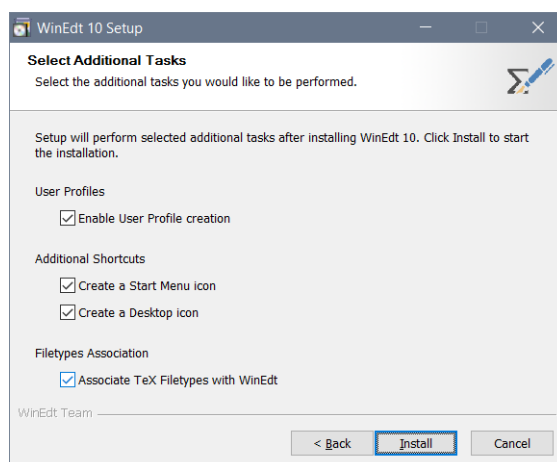 WinEdt 10 Setup
Select Additional Tasks
Select the additional tasks you would like to be performed.
Setup will perform selected additional tasks after installing WinEdt 10. Click Install to start
the installation.
User Profiles
Enable User Profile creation
Additional Shortcuts
Create a Start Menu icon
Create a Desktop icon
Filetypes Association
Associate TeX Filetypes with WinEdt
WinEdt Team
< Back Install Cancel